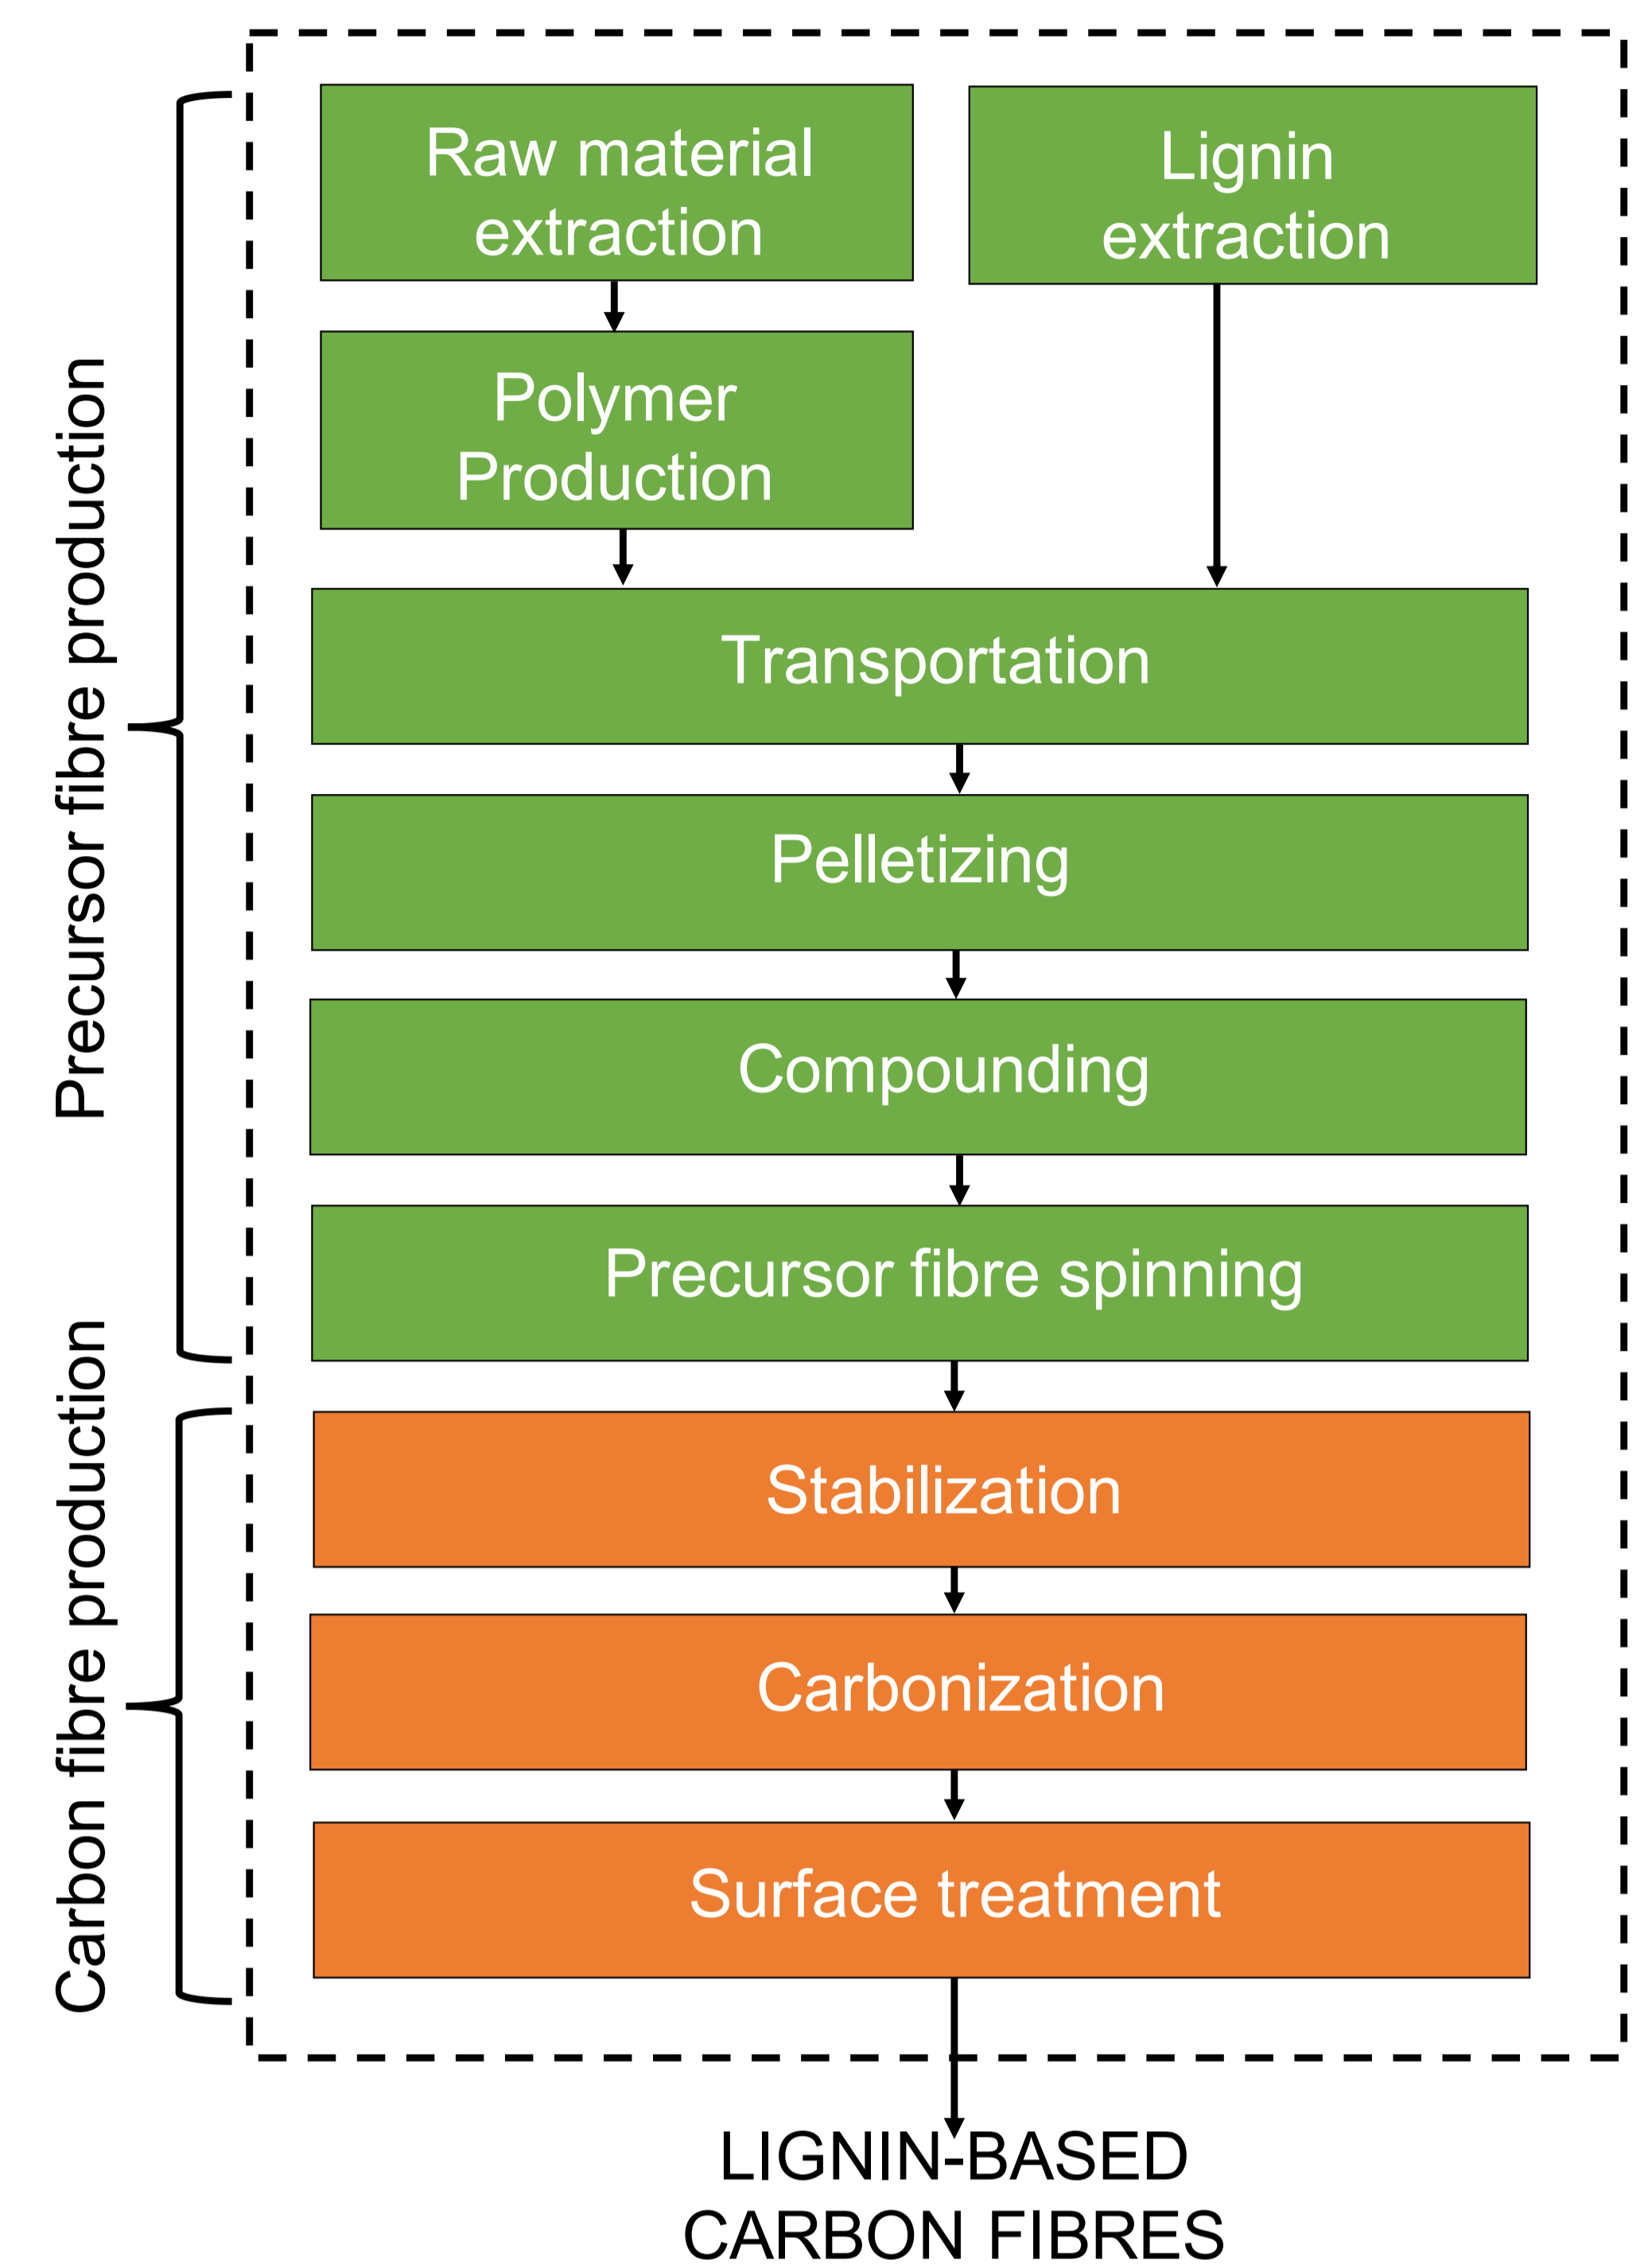 Precursor fibre production
Raw material
extraction
Lignin
extraction
Polymer
Production
Transportation
Pelletizing
Compounding
Precursor fibre spinning
Carbon fibre production
Stabilization
Carbonization
Surface treatment
LIGNIN-BASED
CARBON FIBRES